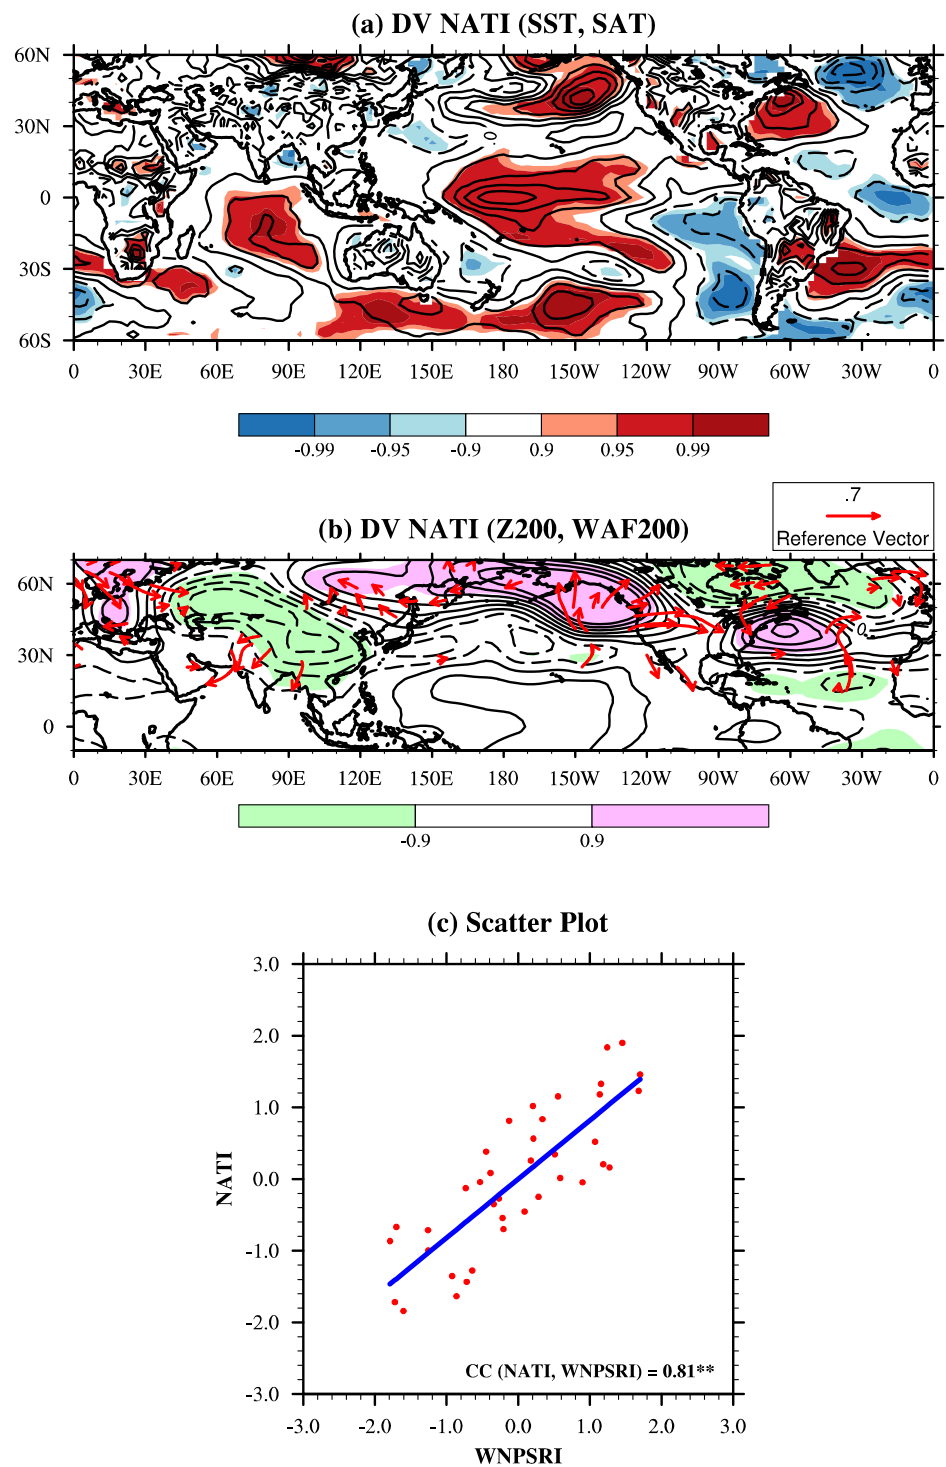 (a) DV NATI (SST, SAT)
60N
30N
0
30S
60S
0 30E 60E 90E 120E 150E 180 150W 120W 90W 60W 30W 0
-0.99 -0.95 -0.9 0.9 0.95 0.99
.7
Reference Vector
(b) DV NATI (Z200, WAF200)
60N
30N
0
0
0 30E 60E 90E 120E 150E 180 150W 120W 90W 60W 30W 0
-0.9 0.9
(c) Scatter Plot
3.0
2.0
1.0
0.0
-1.0
-2.0
-3.0
NATI
CC (NATI, WNPSRI) = 0.81**
-3.0 -2.0 -1.0 0.0 1.0 2.0 3.0
WNPSRI